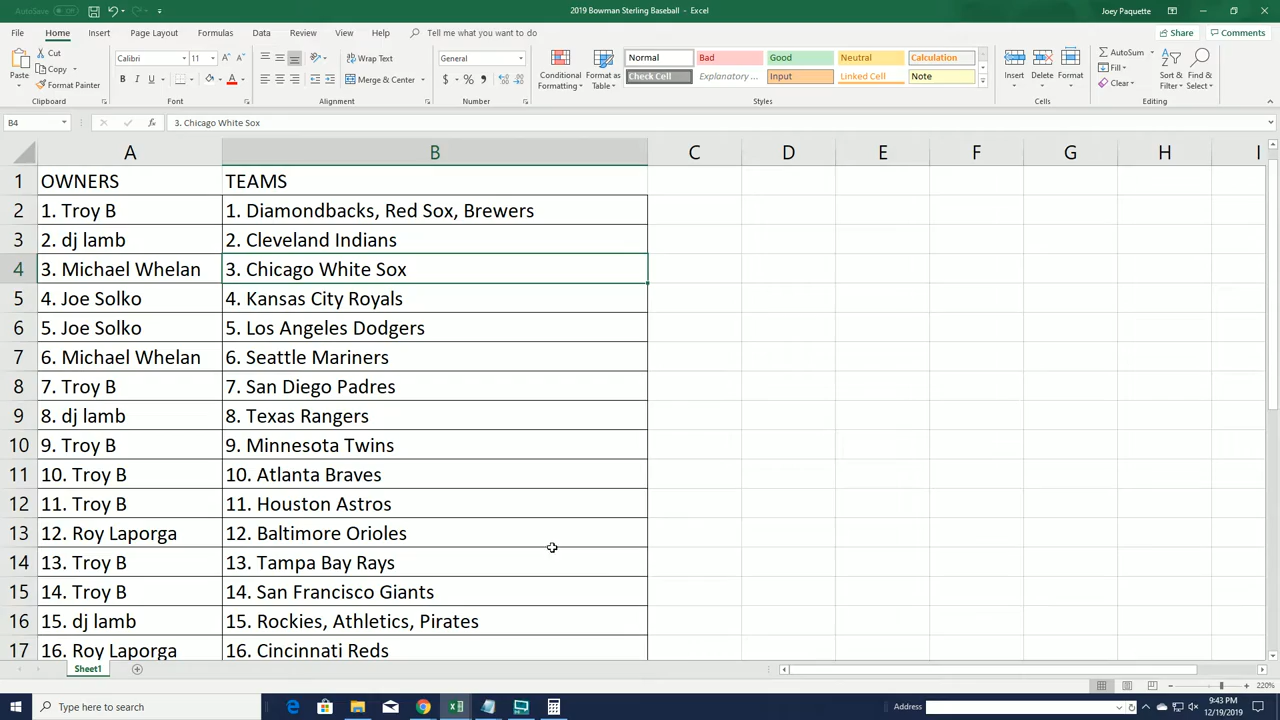 AutoSave
2019 Bowman Sterling Baseball - Excel
Joey Paquette
File Home Insert Page Layout Formulas Data Review View Help Tell me what you want to do
Share Comments
Paste
Cut
Copy
Format Painter
Clipboard
Calibri 11
B I U
Font
Wrap Text
Merge & Center
Alignment
General
$ % ,
Number
Conditional Formatting
Format as Table
Normal Bad Good Neutral Calculation
Check Cell Explanatory ... Input Linked Cell Note
Styles
Insert Delete Format
Cells
AutoSum
Fill
Clear
Sort & Filter
Find & Select
Editing
B4 fx 3. Chicago White Sox
A B C D E F G H I
1 OWNERS TEAMS
2 1. Troy B 1. Diamondbacks, Red Sox, Brewers
3 2. dj lamb 2. Cleveland Indians
4 3. Michael Whelan 3. Chicago White Sox
5 4. Joe Solko 4. Kansas City Royals
6 5. Joe Solko 5. Los Angeles Dodgers
7 6. Michael Whelan 6. Seattle Mariners
8 7. Troy B 7. San Diego Padres
9 8. dj lamb 8. Texas Rangers
10 9. Troy B 9. Minnesota Twins
11 10. Troy B 10. Atlanta Braves
12 11. Troy B 11. Houston Astros
13 12. Roy Laporga 12. Baltimore Orioles
14 13. Troy B 13. Tampa Bay Rays
15 14. Troy B 14. San Francisco Giants
16 15. dj lamb 15. Rockies, Athletics, Pirates
17 16. Roy Laporga 16. Cincinnati Reds
Sheet1
220%
Type here to search
Address
9:43 PM
12/19/2019